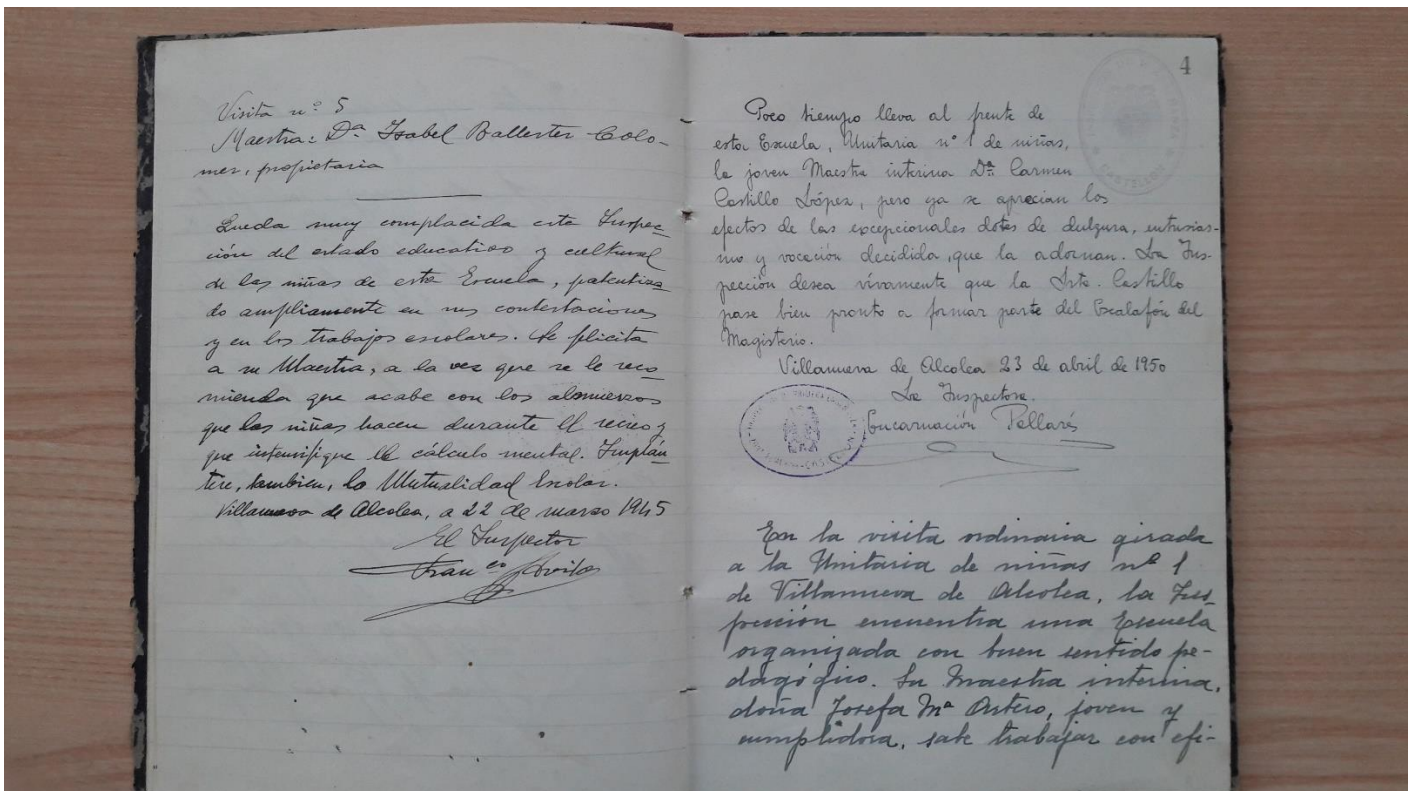 Visita nº 5
Maestra: Dª Isabel Ballester Colo-
mer, propietaria
Queda muy complacida esta Inspec-
ción del estado educativo y cultural
de las niñas de esta Escuela, patentiza-
do ampliamente en sus contestaciones
y en los trabajos escolares. Se felicita
a su Maestra, a la vez que se le reco-
mienda que acabe con los almuerzos
que las niñas hacen durante el recreo y
que intensifique el cálculo mental. Implán-
tese, tambien, la Mutualidad Escolar.
Villanueva de Alcolea, a 22 de marzo 1945
El Inspector
Fran.co
4
CASTELLON
Poco tiempo lleva al frente de
esta Escuela, Unitaria nº 1 de niñas,
la joven Maestra interina Dª Carmen
Castillo López, pero ya se aprecian los
efectos de las excepcionales dotes de dulzura, entusias-
mo y vocación decidida, que la adornan. La Ins-
pección desea vivamente que la Srta. Castillo
pase bien pronto a formar parte del Escalafón del
Magisterio.
Villanueva de Alcolea 23 de abril de 1950
La Inspectora.
Encarnación Pallarés
En la visita ordinaria girada
a la Unitaria de niñas nº 1
de Villanueva de Alcolea, la Ins-
pección encuentra una Escuela
organizada con buen sentido pe-
dagógico. Su Maestra interina,
doña Josefa Mª Artero, joven y
cumplidora, sabe trabajar con efi-